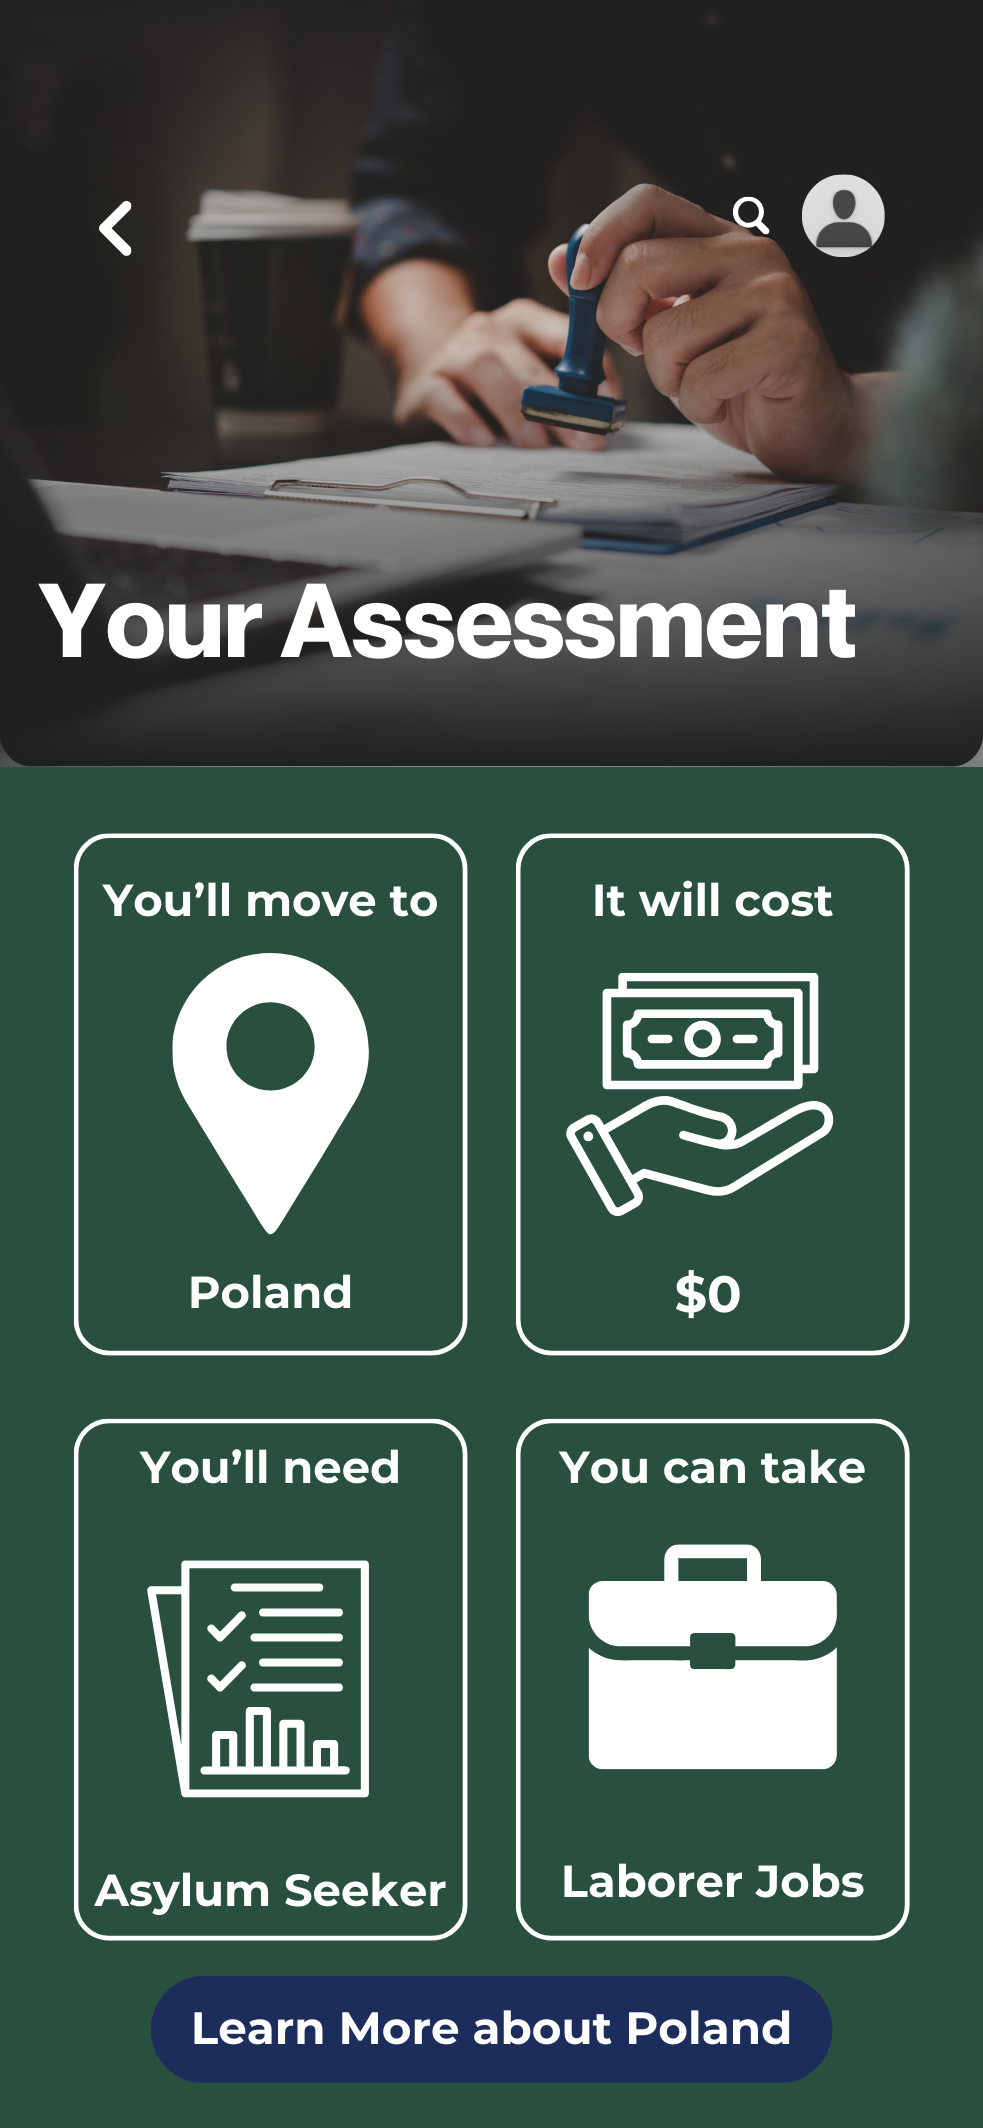 Your Assessment
You’ll move to
Poland
It will cost
$0
You’ll need
Asylum Seeker
You can take
Laborer Jobs
Learn More about Poland